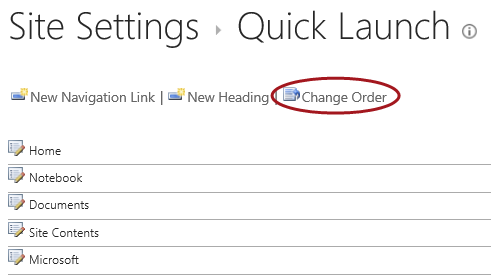 Site Settings ▸ Quick Launch
New Navigation Link | New Heading | Change Order
Home
Notebook
Documents
Site Contents
Microsoft